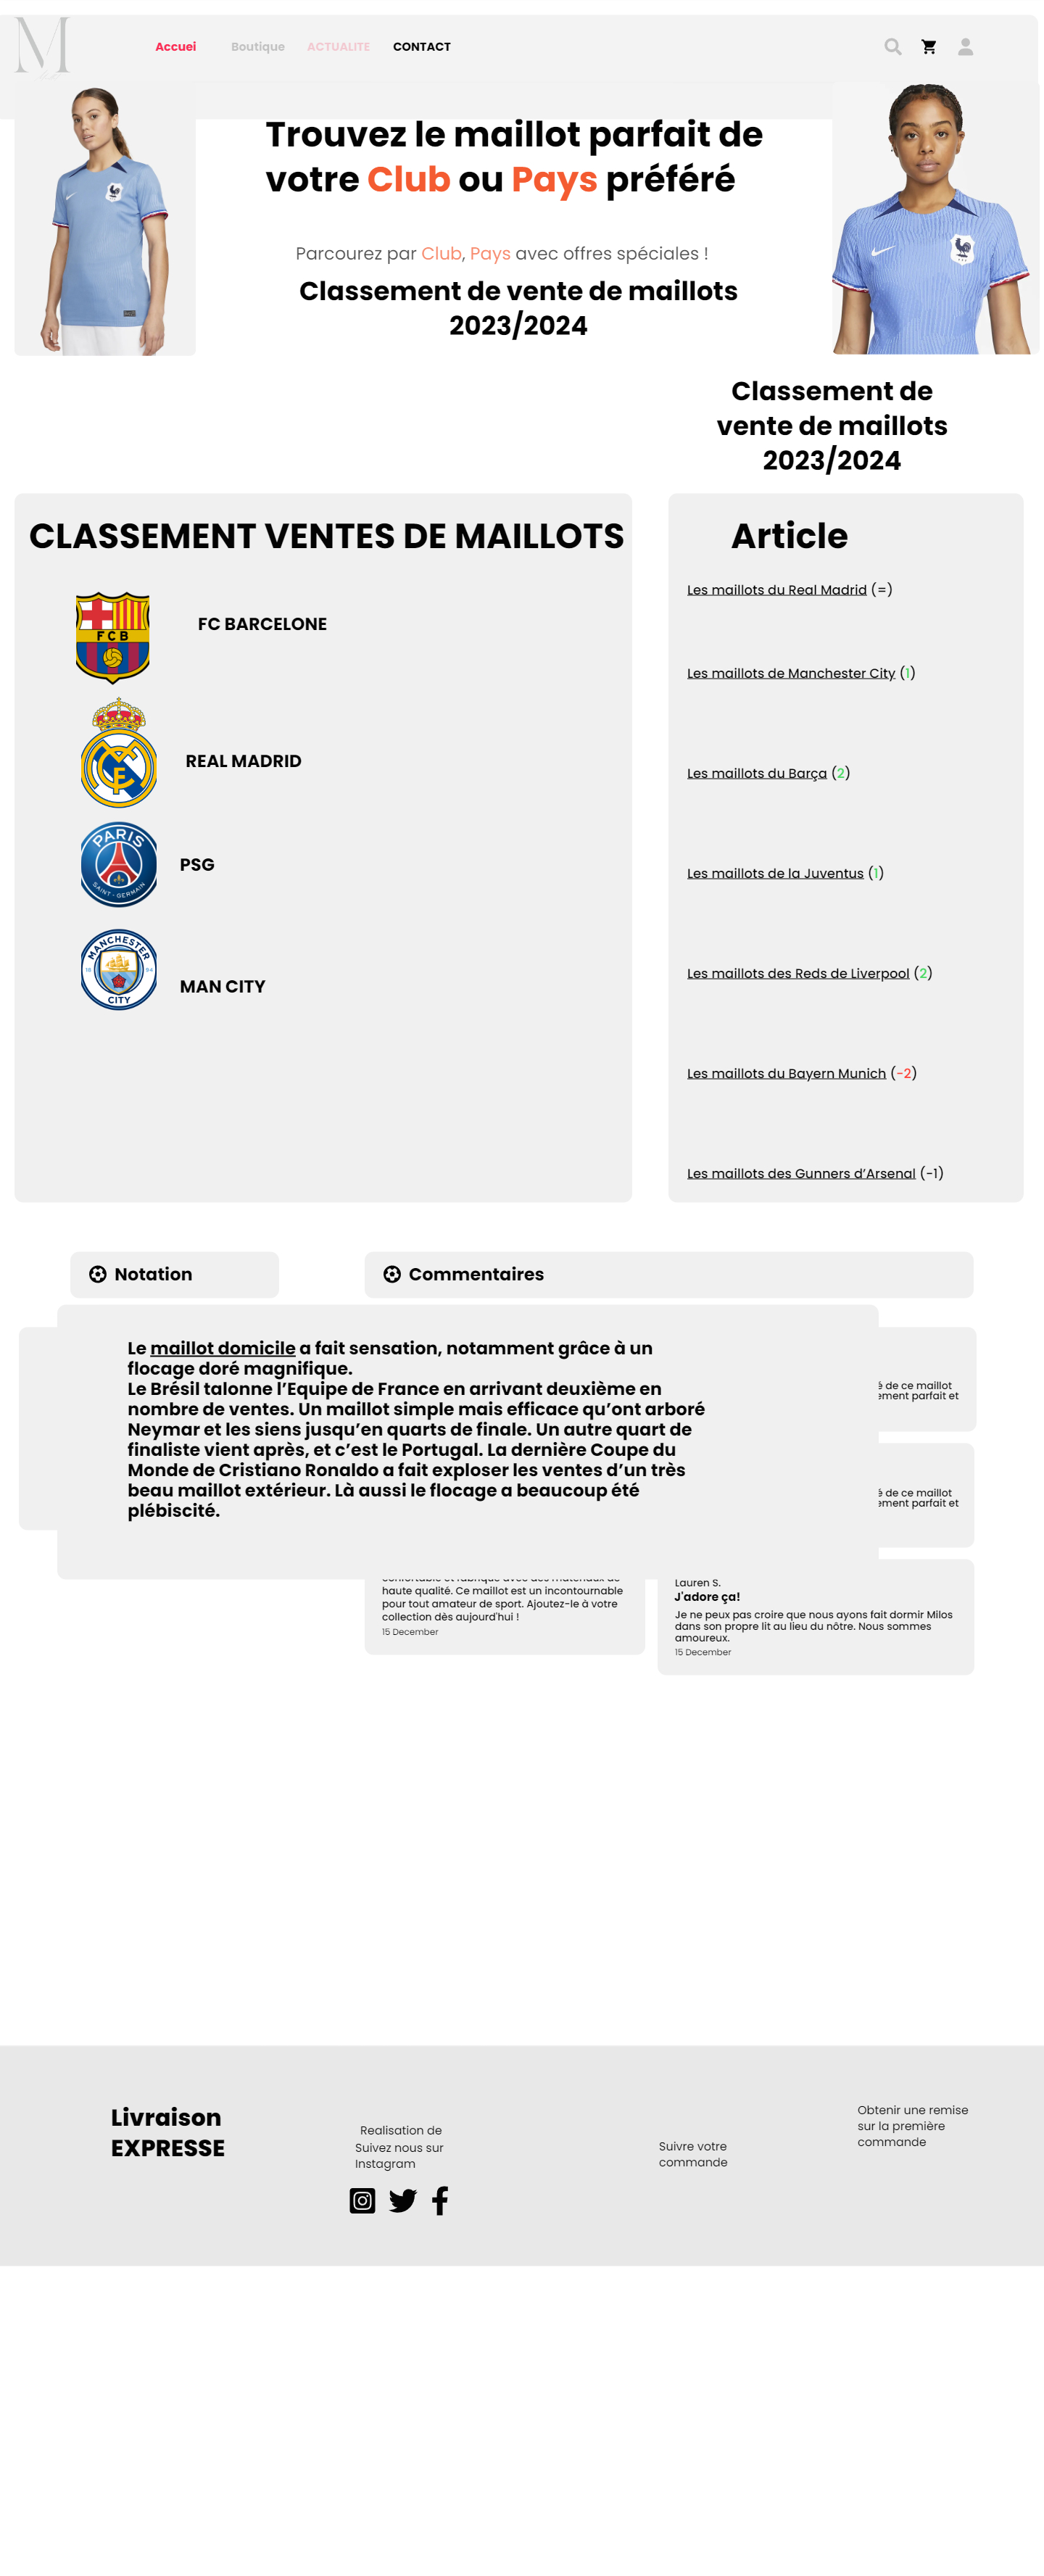 M
Accuei
Boutique
ACTUALITE
CONTACT
Trouvez le maillot parfait de
votre Club ou Pays préféré
Parcourez par Club, Pays avec offres spéciales !
Classement de vente de maillots
2023/2024
Classement de
vente de maillots
2023/2024
CLASSEMENT VENTES DE MAILLOTS
FCB
FC BARCELONE
REAL MADRID
PARIS
SAINT-GERMAIN
PSG
MANCHESTER
18 94
CITY
MAN CITY
Article
Les maillots du Real Madrid (=)
Les maillots de Manchester City (1)
Les maillots du Barça (2)
Les maillots de la Juventus (1)
Les maillots des Reds de Liverpool (2)
Les maillots du Bayern Munich (-2)
Les maillots des Gunners d’Arsenal (-1)
Notation
Commentaires
Le maillot domicile a fait sensation, notamment grâce à un
flocage doré magnifique.
Le Brésil talonne l’Equipe de France en arrivant deuxième en
nombre de ventes. Un maillot simple mais efficace qu’ont arboré
Neymar et les siens jusqu’en quarts de finale. Un autre quart de
finaliste vient après, et c’est le Portugal. La dernière Coupe du
Monde de Cristiano Ronaldo a fait exploser les ventes d’un très
beau maillot extérieur. Là aussi le flocage a beaucoup été
plébiscité.
é de ce maillot
ement parfait et
é de ce maillot
ement parfait et
haute qualité. Ce maillot est un incontournable
pour tout amateur de sport. Ajoutez-le à votre
collection dès aujourd'hui !
15 December
Lauren S.
J'adore ça!
Je ne peux pas croire que nous ayons fait dormir Milos
dans son propre lit au lieu du nôtre. Nous sommes
amoureux.
15 December
Livraison
EXPRESSE
Realisation de
Suivez nous sur
Instagram
Suivre votre
commande
Obtenir une remise
sur la première
commande